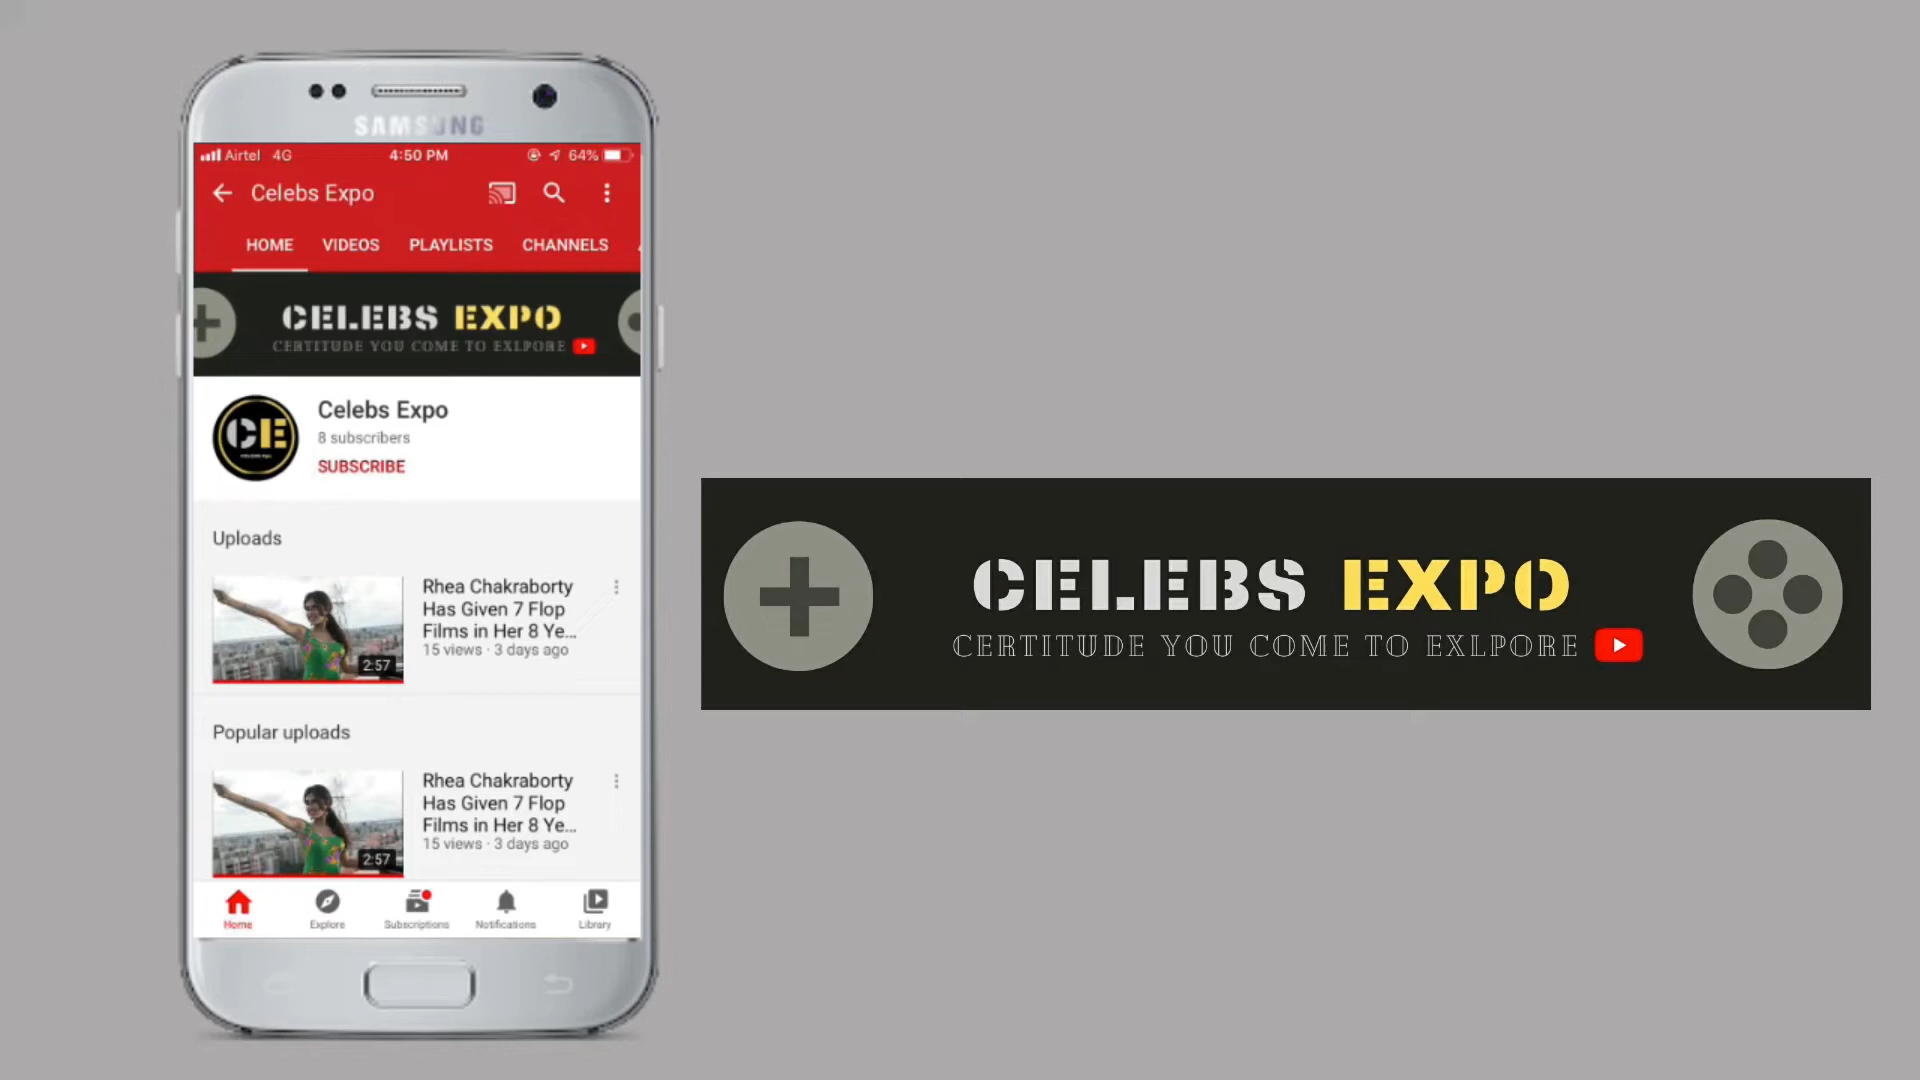 SAMSUNG
Airtel 4G 4:50 PM 64%
Celebs Expo
HOME VIDEOS PLAYLISTS CHANNELS
CELEBS EXPO
CERTITUDE YOU COME TO EXLPORE
CE
Celebs Expo
8 subscribers
SUBSCRIBE
Uploads
Rhea Chakraborty
Has Given 7 Flop
Films in Her 8 Ye...
15 views · 3 days ago
2:57
Popular uploads
Rhea Chakraborty
Has Given 7 Flop
Films in Her 8 Ye...
15 views · 3 days ago
2:57
Home Explore Subscriptions Notifications Library
CELEBS EXPO
CERTITUDE YOU COME TO EXLPORE